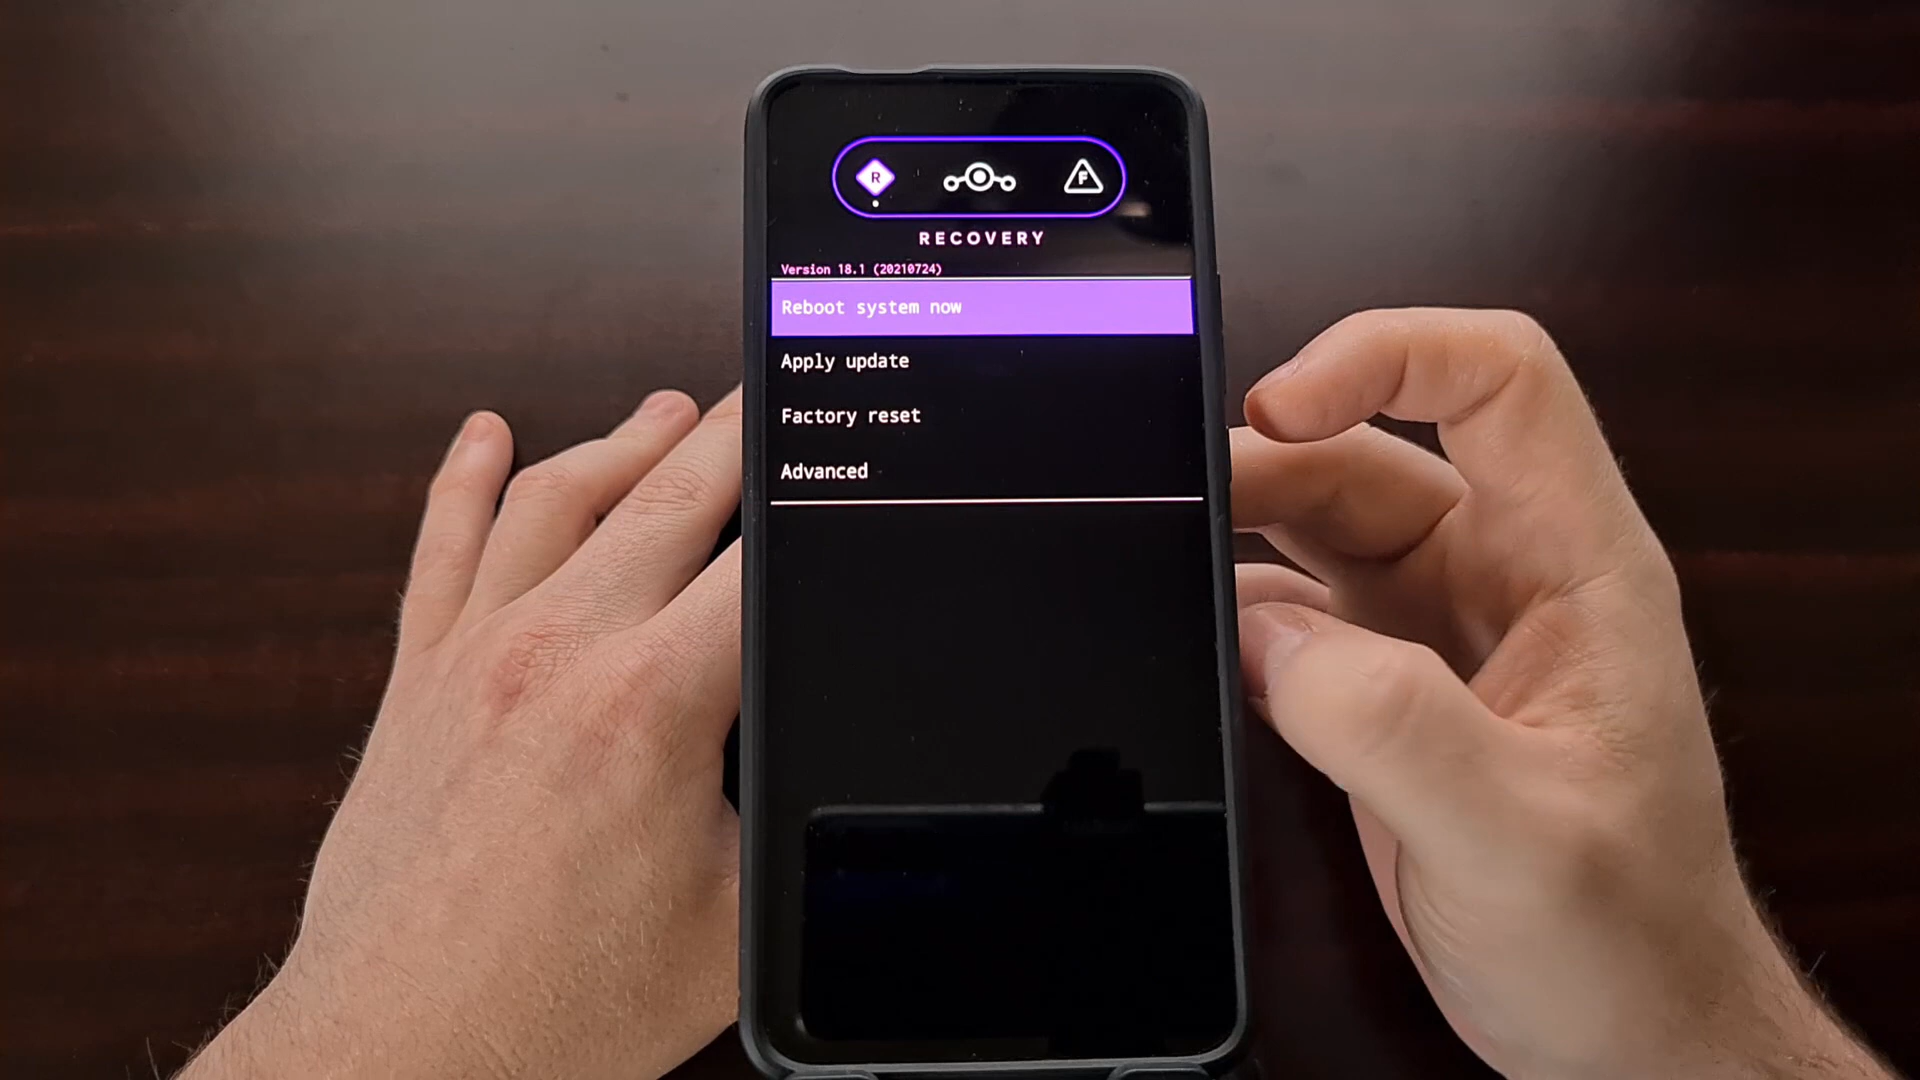 R F
RECOVERY
Version 18.1 (20210724)
Reboot system now
Apply update
Factory reset
Advanced